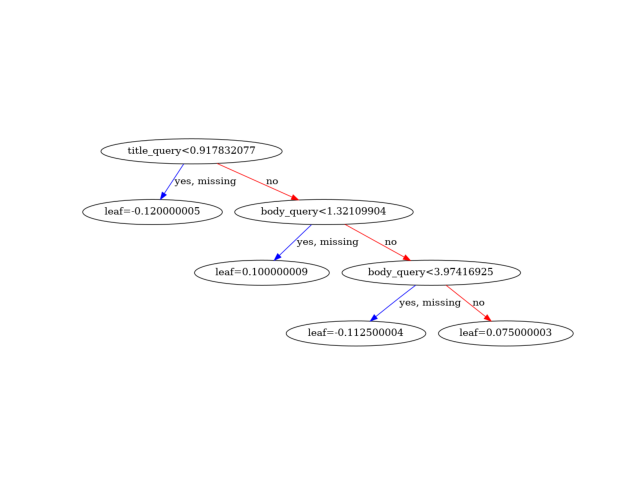 title_query<0.917832077
yes, missing
no
leaf=-0.120000005
body_query<1.32109904
yes, missing
no
leaf=0.100000009
body_query<3.97416925
yes, missing
no
leaf=-0.112500004
leaf=0.075000003